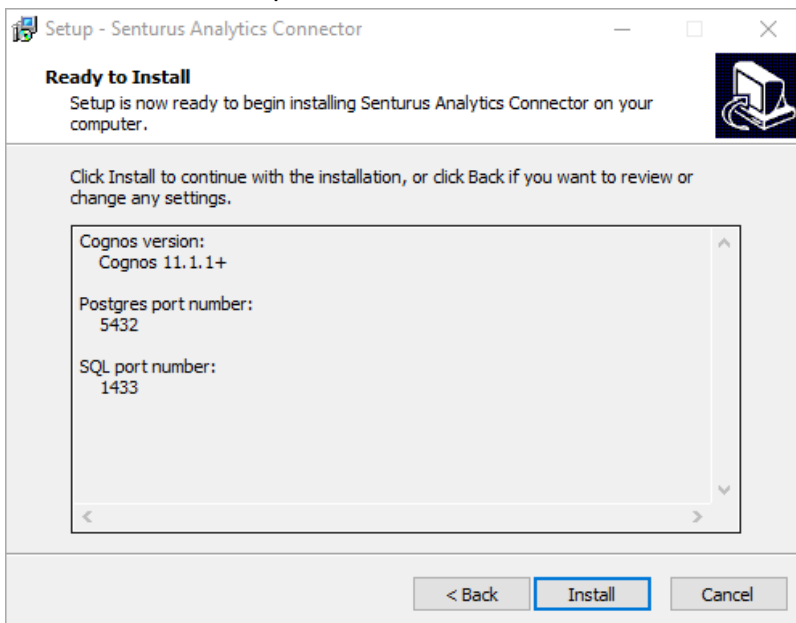 Setup - Senturus Analytics Connector
Ready to Install
Setup is now ready to begin installing Senturus Analytics Connector on your
computer.
Click Install to continue with the installation, or click Back if you want to review or
change any settings.
Cognos version:
Cognos 11.1.1+
Postgres port number:
5432
SQL port number:
1433
< Back
Install
Cancel